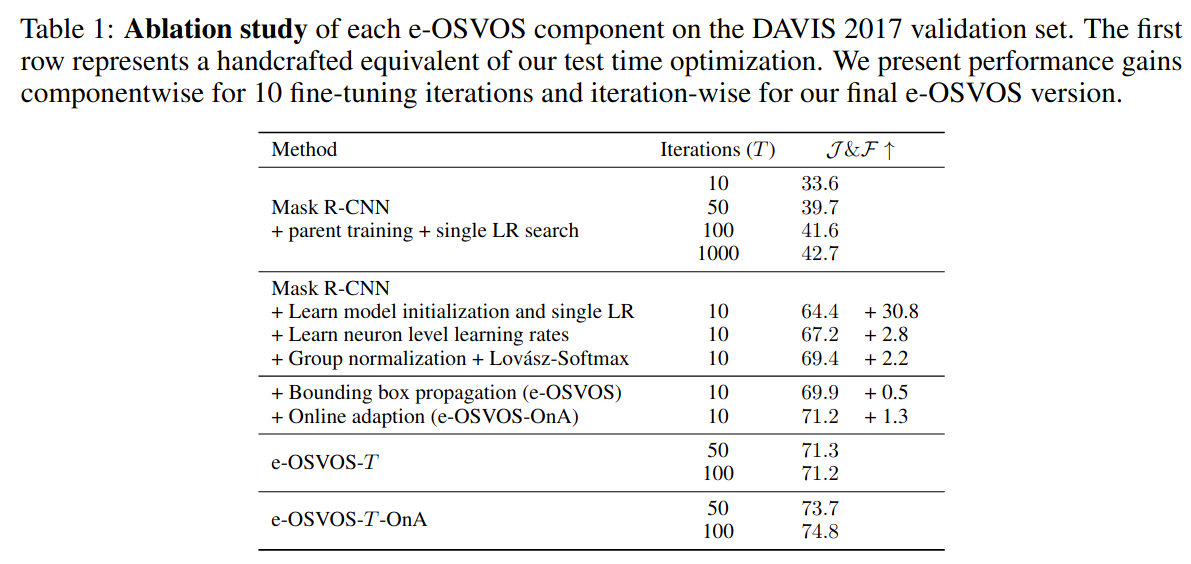 Table 1: Ablation study of each e-OSVOS component on the DAVIS 2017 validation set. The first
row represents a handcrafted equivalent of our test time optimization. We present performance gains
componentwise for 10 fine-tuning iterations and iteration-wise for our final e-OSVOS version.
Method Iterations (T) J&F ↑
10 33.6
Mask R-CNN 50 39.7
+ parent training + single LR search 100 41.6
1000 42.7
Mask R-CNN
+ Learn model initialization and single LR 10 64.4 + 30.8
+ Learn neuron level learning rates 10 67.2 + 2.8
+ Group normalization + Lovász-Softmax 10 69.4 + 2.2
+ Bounding box propagation (e-OSVOS) 10 69.9 + 0.5
+ Online adaption (e-OSVOS-OnA) 10 71.2 + 1.3
e-OSVOS-T
50 71.3
100 71.2
e-OSVOS-T-OnA
50 73.7
100 74.8